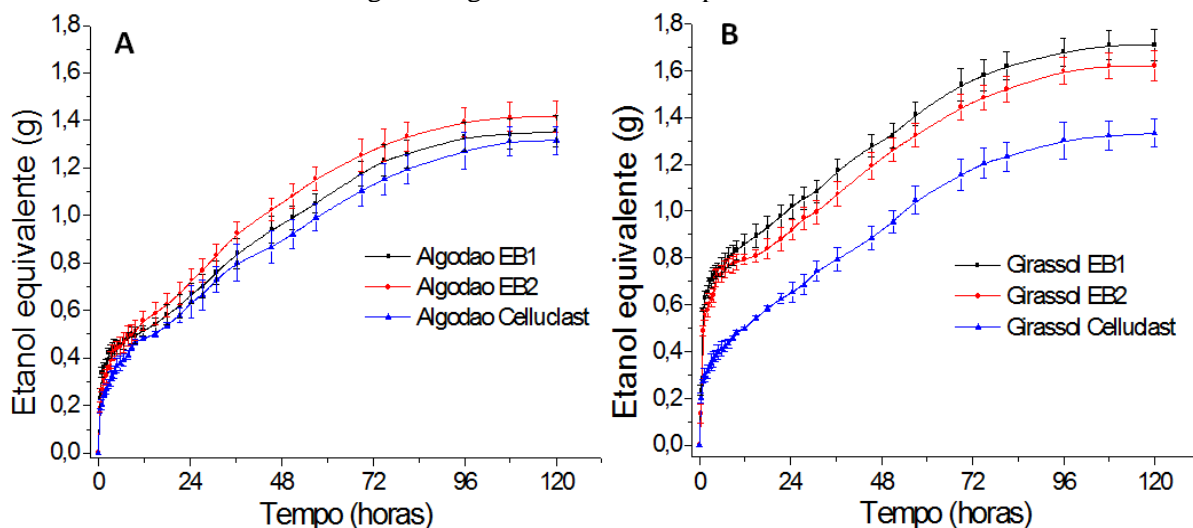 A
1,8
1,6
1,4
1,2
1,0
0,8
0,6
0,4
0,2
0,0
Etanol equivalente (g)
Algodao EB1
Algodao EB2
Algodao Celluclast
0 24 48 72 96 120
Tempo (horas)
B
1,8
1,6
1,4
1,2
1,0
0,8
0,6
0,4
0,2
0,0
Etanol equivalente (g)
Girassol EB1
Girassol EB2
Girassol Celluclast
0 24 48 72 96 120
Tempo (horas)